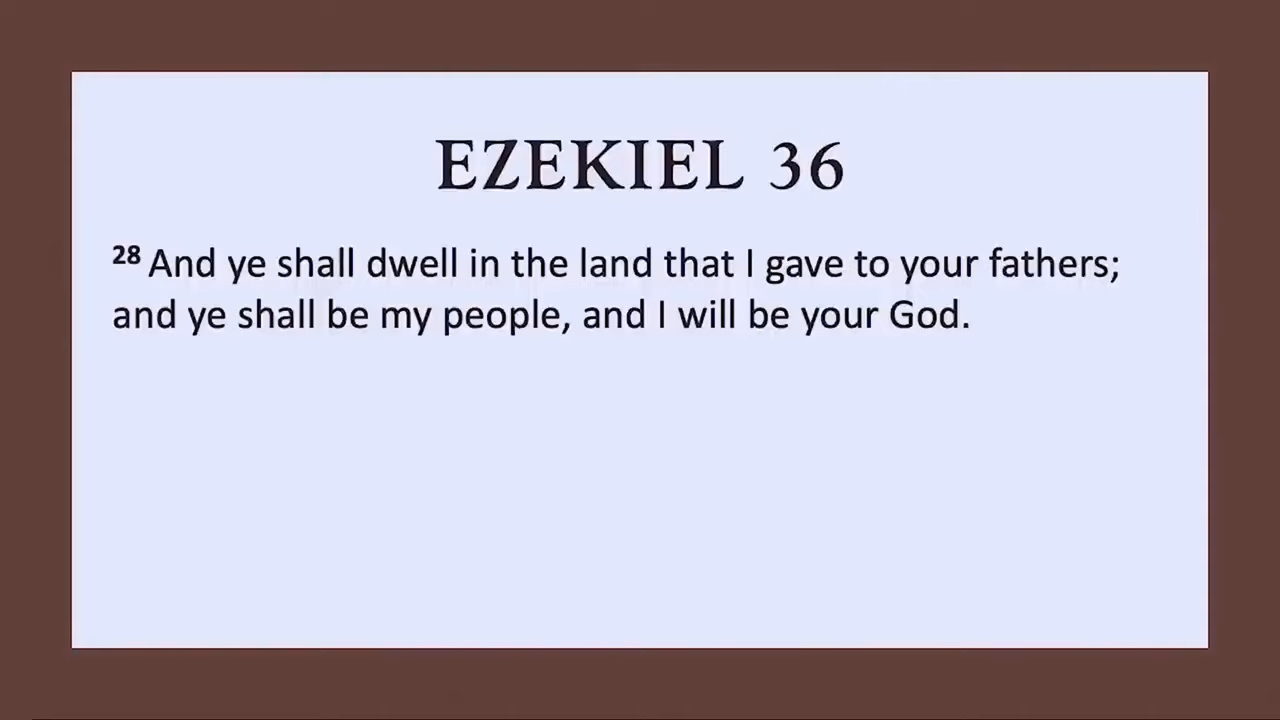 EZEKIEL 36
28 And ye shall dwell in the land that I gave to your fathers;
and ye shall be my people, and I will be your God.